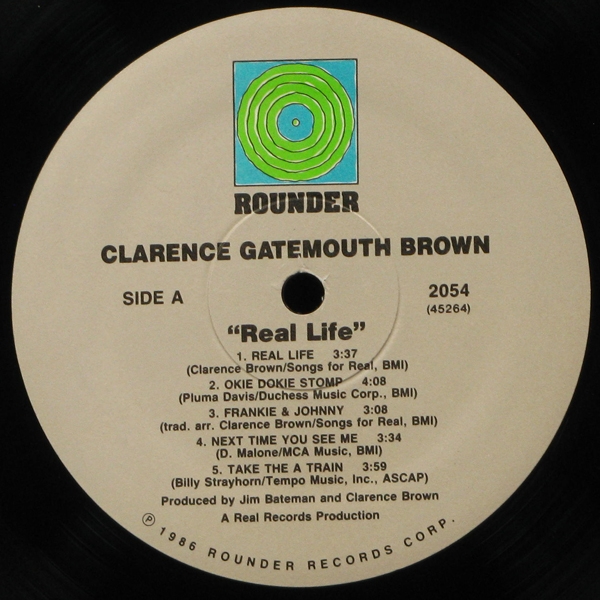 ROUNDER
CLARENCE GATEMOUTH BROWN
SIDE A
2054
(45264)
"Real Life"
1. REAL LIFE 3:37
(Clarence Brown/Songs for Real, BMI)
2. OKIE DOKIE STOMP 4:08
(Pluma Davis/Duchess Music Corp., BMI)
3. FRANKIE & JOHNNY 3:08
(trad. arr. Clarence Brown/Songs for Real, BMI)
4. NEXT TIME YOU SEE ME 3:34
(D. Malone/MCA Music, BMI)
5. TAKE THE A TRAIN 3:59
(Billy Strayhorn/Tempo Music, Inc., ASCAP)
Produced by Jim Bateman and Clarence Brown
A Real Records Production
℗ 1986 ROUNDER RECORDS CORP.